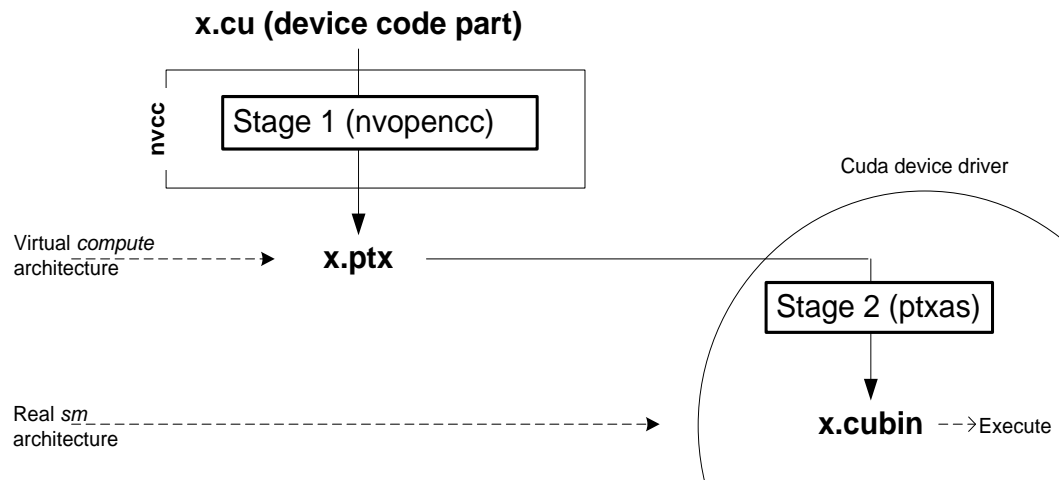 x.cu (device code part)
nvcc
Stage 1 (nvopencc)
Cuda device driver
Virtual compute
architecture
x.ptx
Stage 2 (ptxas)
Real sm
architecture
x.cubin
Execute